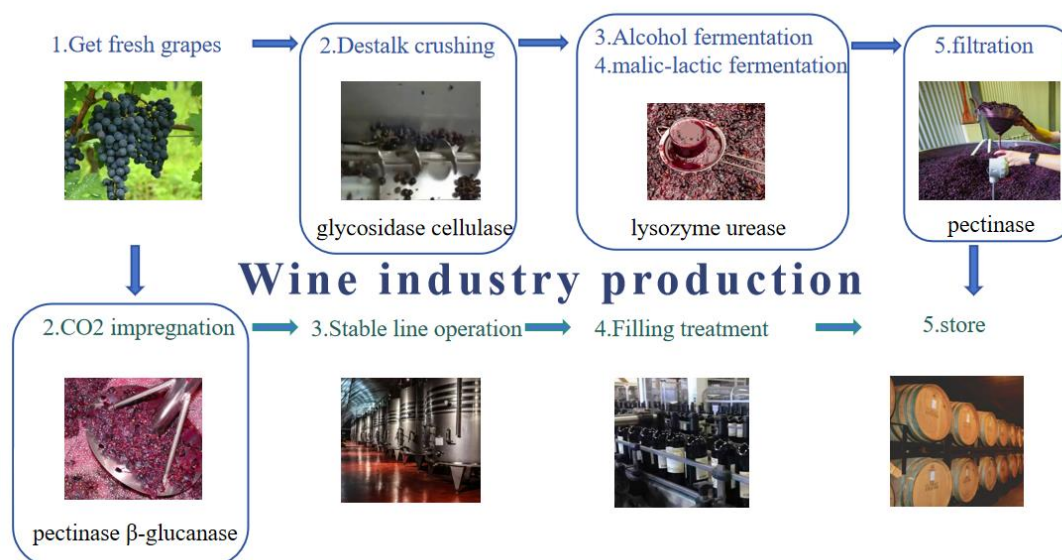 1.Get fresh grapes
2.Destalk crushing
3.Alcohol fermentation
4.malic-lactic fermentation
5.filtration
glycosidase cellulase
lysozyme urease
pectinase
Wine industry production
2.CO2 impregnation
3.Stable line operation
4.Filling treatment
5.store
pectinase β-glucanase